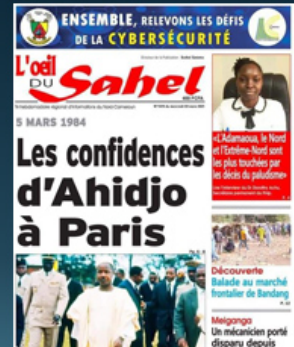 ENSEMBLE, RELEVONS LES DÉFIS
DE LA CYBERSÉCURITÉ
L'oeil
DU Sahel
5 MARS 1984
Les confidences
d'Ahidjo
à Paris
«L'Adamaoua, le Nord
et l'Extrême-Nord sont
les plus touchées par
les décès du paludisme»
Découverte
Balade au marché
frontalier de Bandang
Meiganga
Un mécanicien porté
disparu depuis